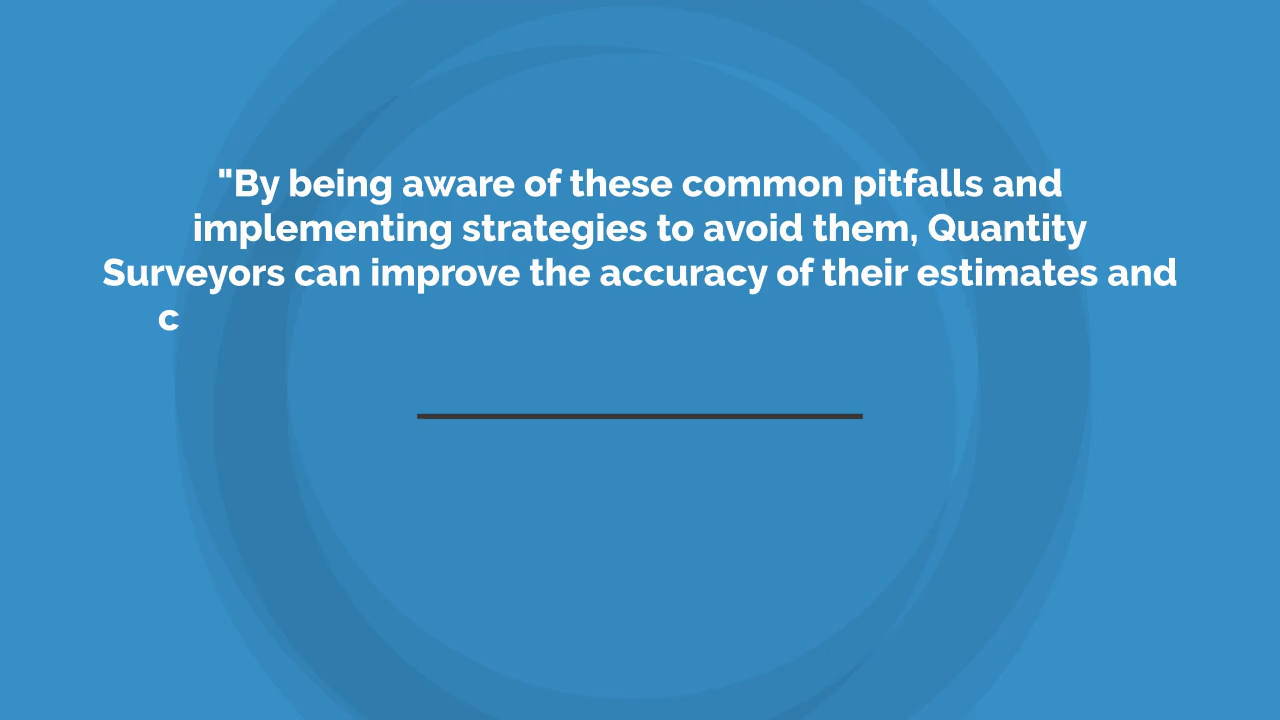 "By being aware of these common pitfalls and
implementing strategies to avoid them, Quantity
Surveyors can improve the accuracy of their estimates and
c